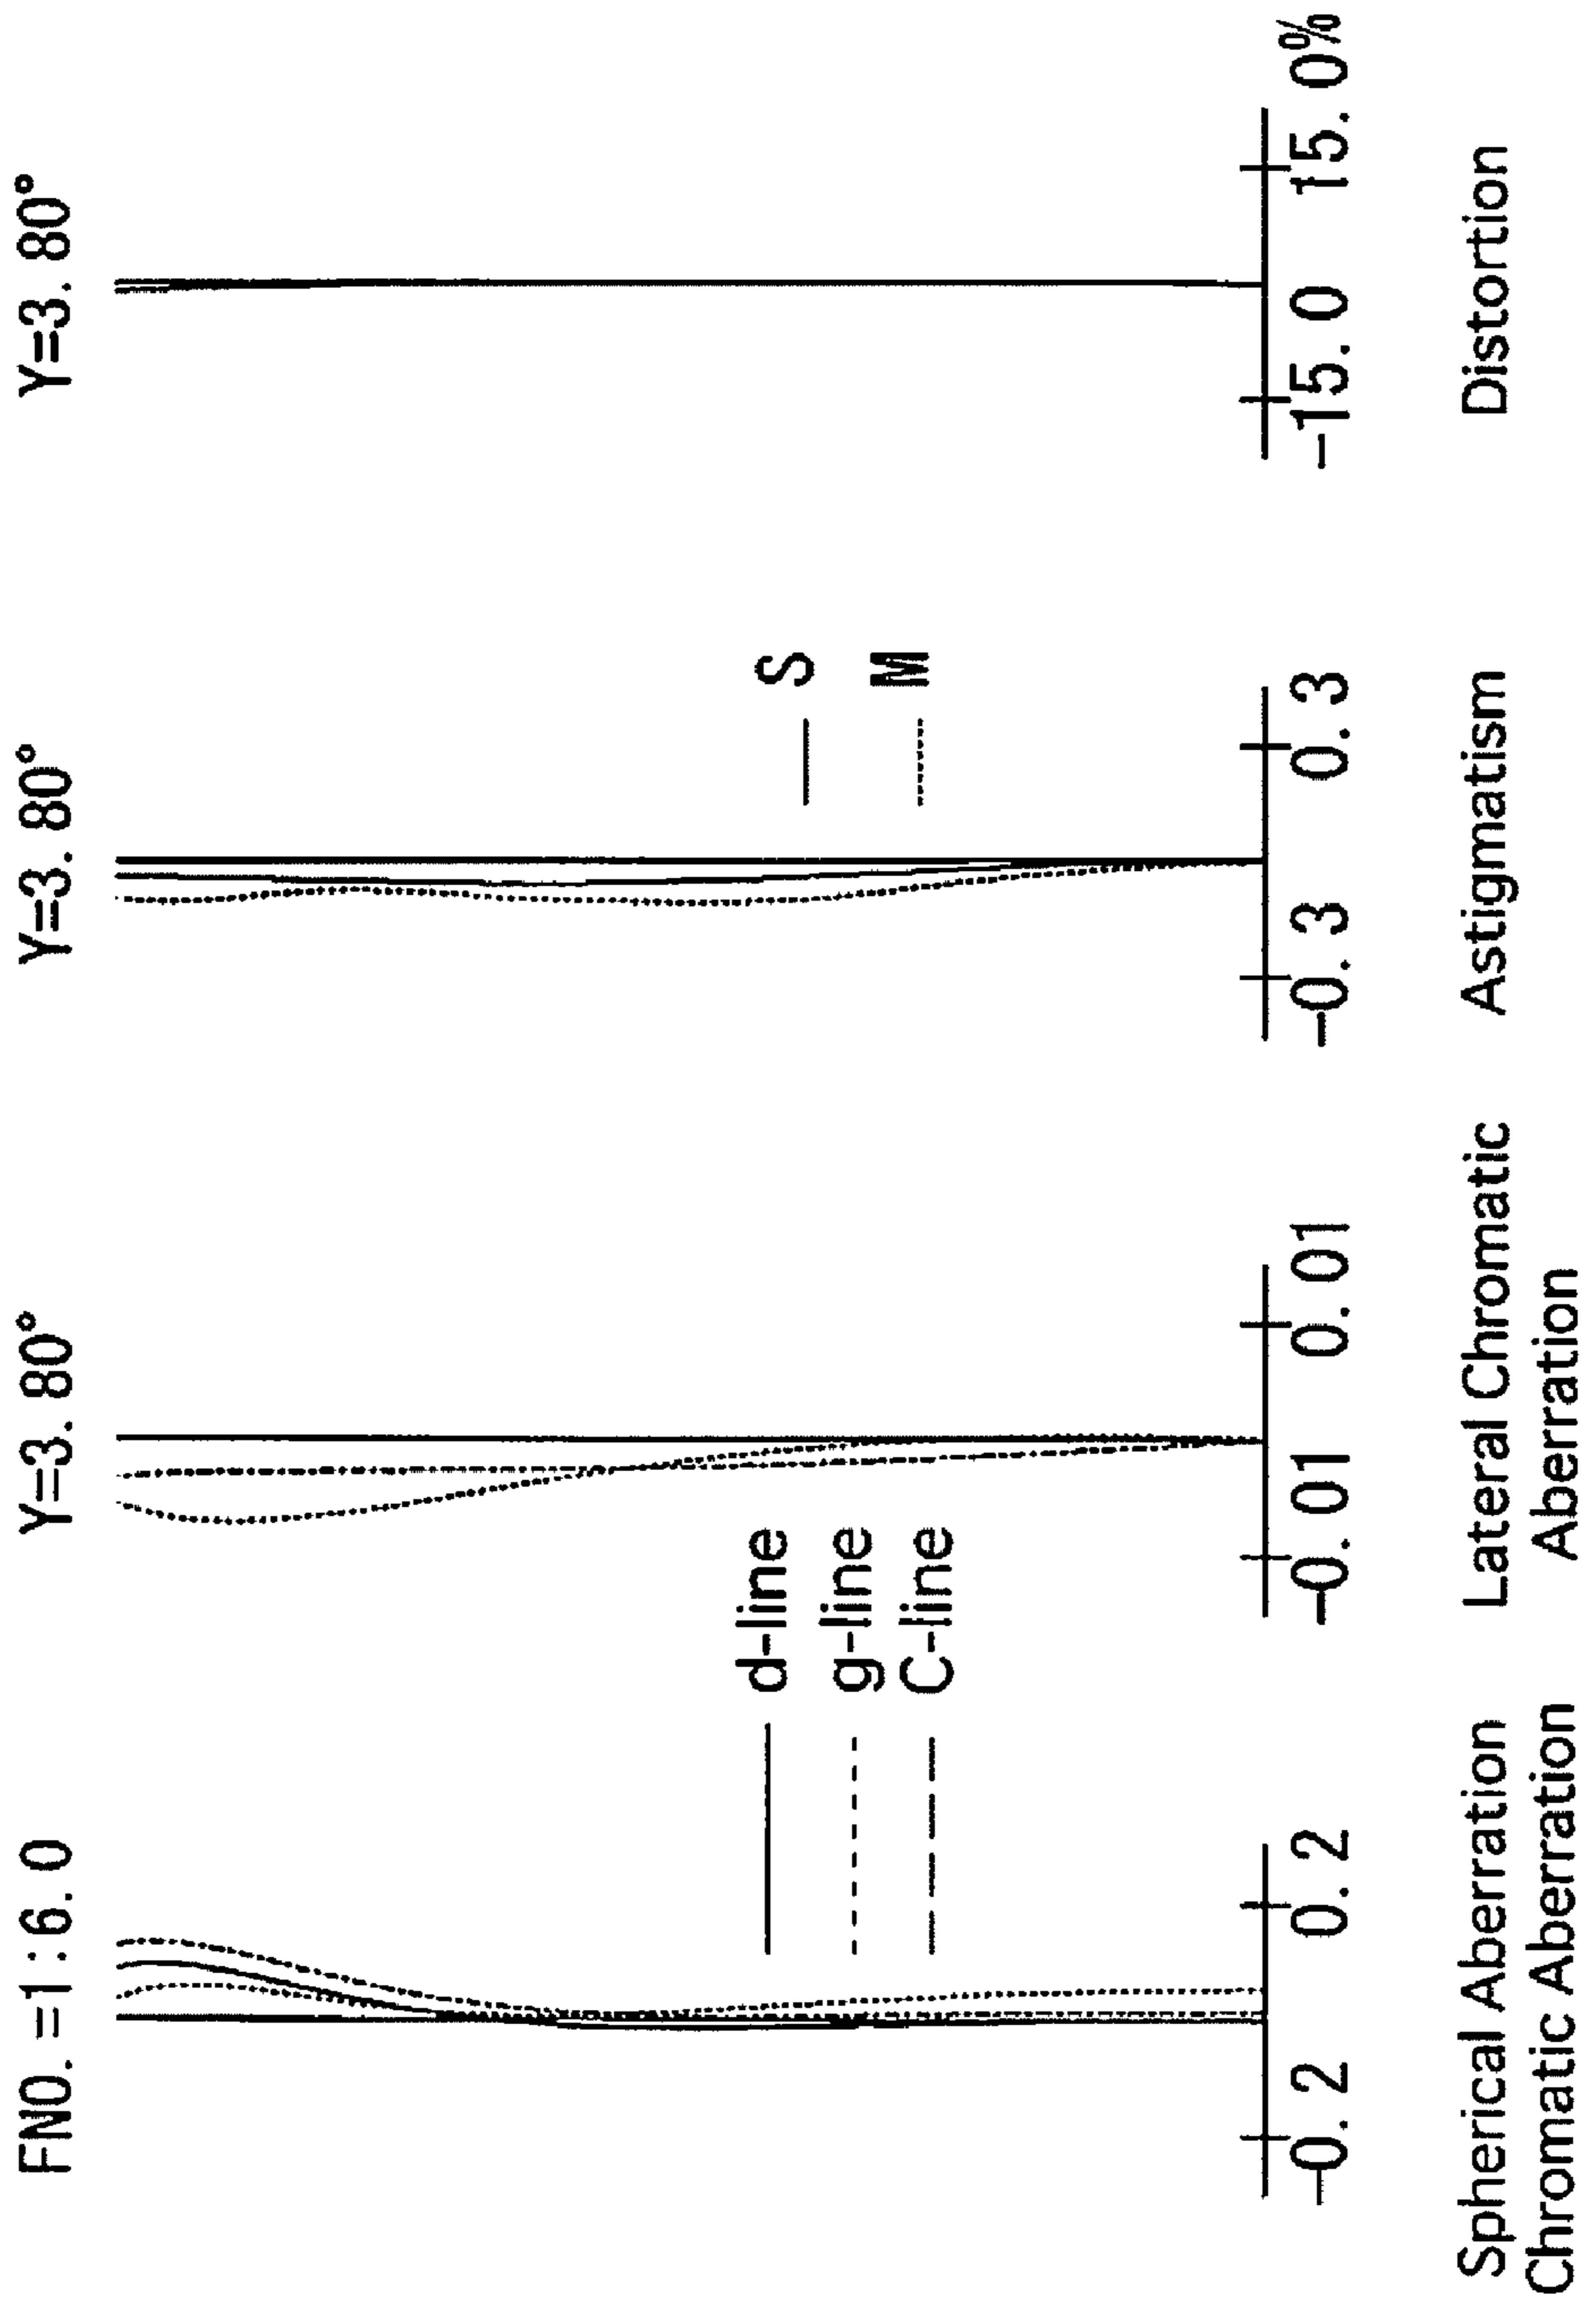 FNO.=1:6.0
Y=3.80°
Y=3.80°
Y=3.80°
d-line
g-line
C-line
S
M
-0.2
0.2
-0.01
0.01
-0.3
0.3
-15.0
15.0%
Spherical Aberration
Chromatic Aberration
Lateral Chromatic
Aberration
Astigmatism
Distortion